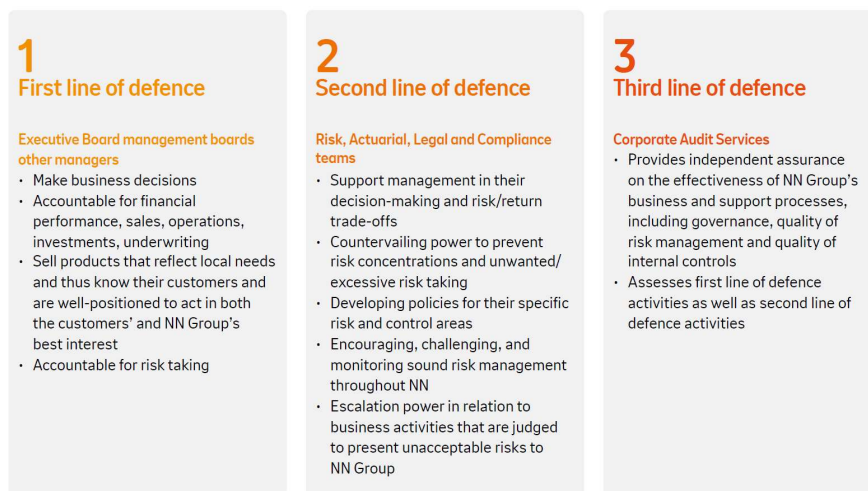 1
First line of defence
Executive Board management boards
other managers
• Make business decisions
• Accountable for financial
performance, sales, operations,
investments, underwriting
• Sell products that reflect local needs
and thus know their customers and
are well-positioned to act in both
the customers' and NN Group's
best interest
• Accountable for risk taking
2
Second line of defence
Risk, Actuarial, Legal and Compliance
teams
• Support management in their
decision-making and risk/return
trade-offs
• Countervailing power to prevent
risk concentrations and unwanted/
excessive risk taking
• Developing policies for their specific
risk and control areas
• Encouraging, challenging, and
monitoring sound risk management
throughout NN
• Escalation power in relation to
business activities that are judged
to present unacceptable risks to
NN Group
3
Third line of defence
Corporate Audit Services
• Provides independent assurance
on the effectiveness of NN Group's
business and support processes,
including governance, quality of
risk management and quality of
internal controls
• Assesses first line of defence
activities as well as second line of
defence activities